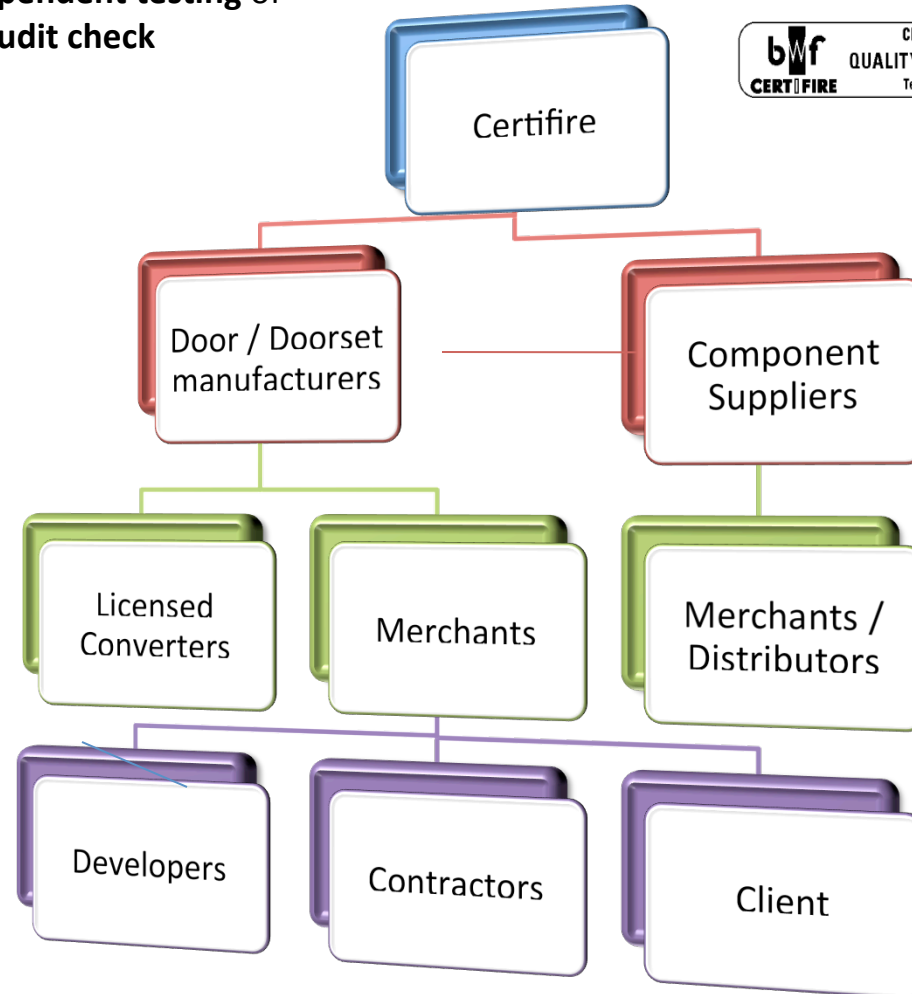 pendent testing of
udit check
Certifire
bwf
CERTIFIRE
QUALITY
Door / Doorset
manufacturers
Component
Suppliers
Licensed
Converters
Merchants
Merchants /
Distributors
Developers
Contractors
Client